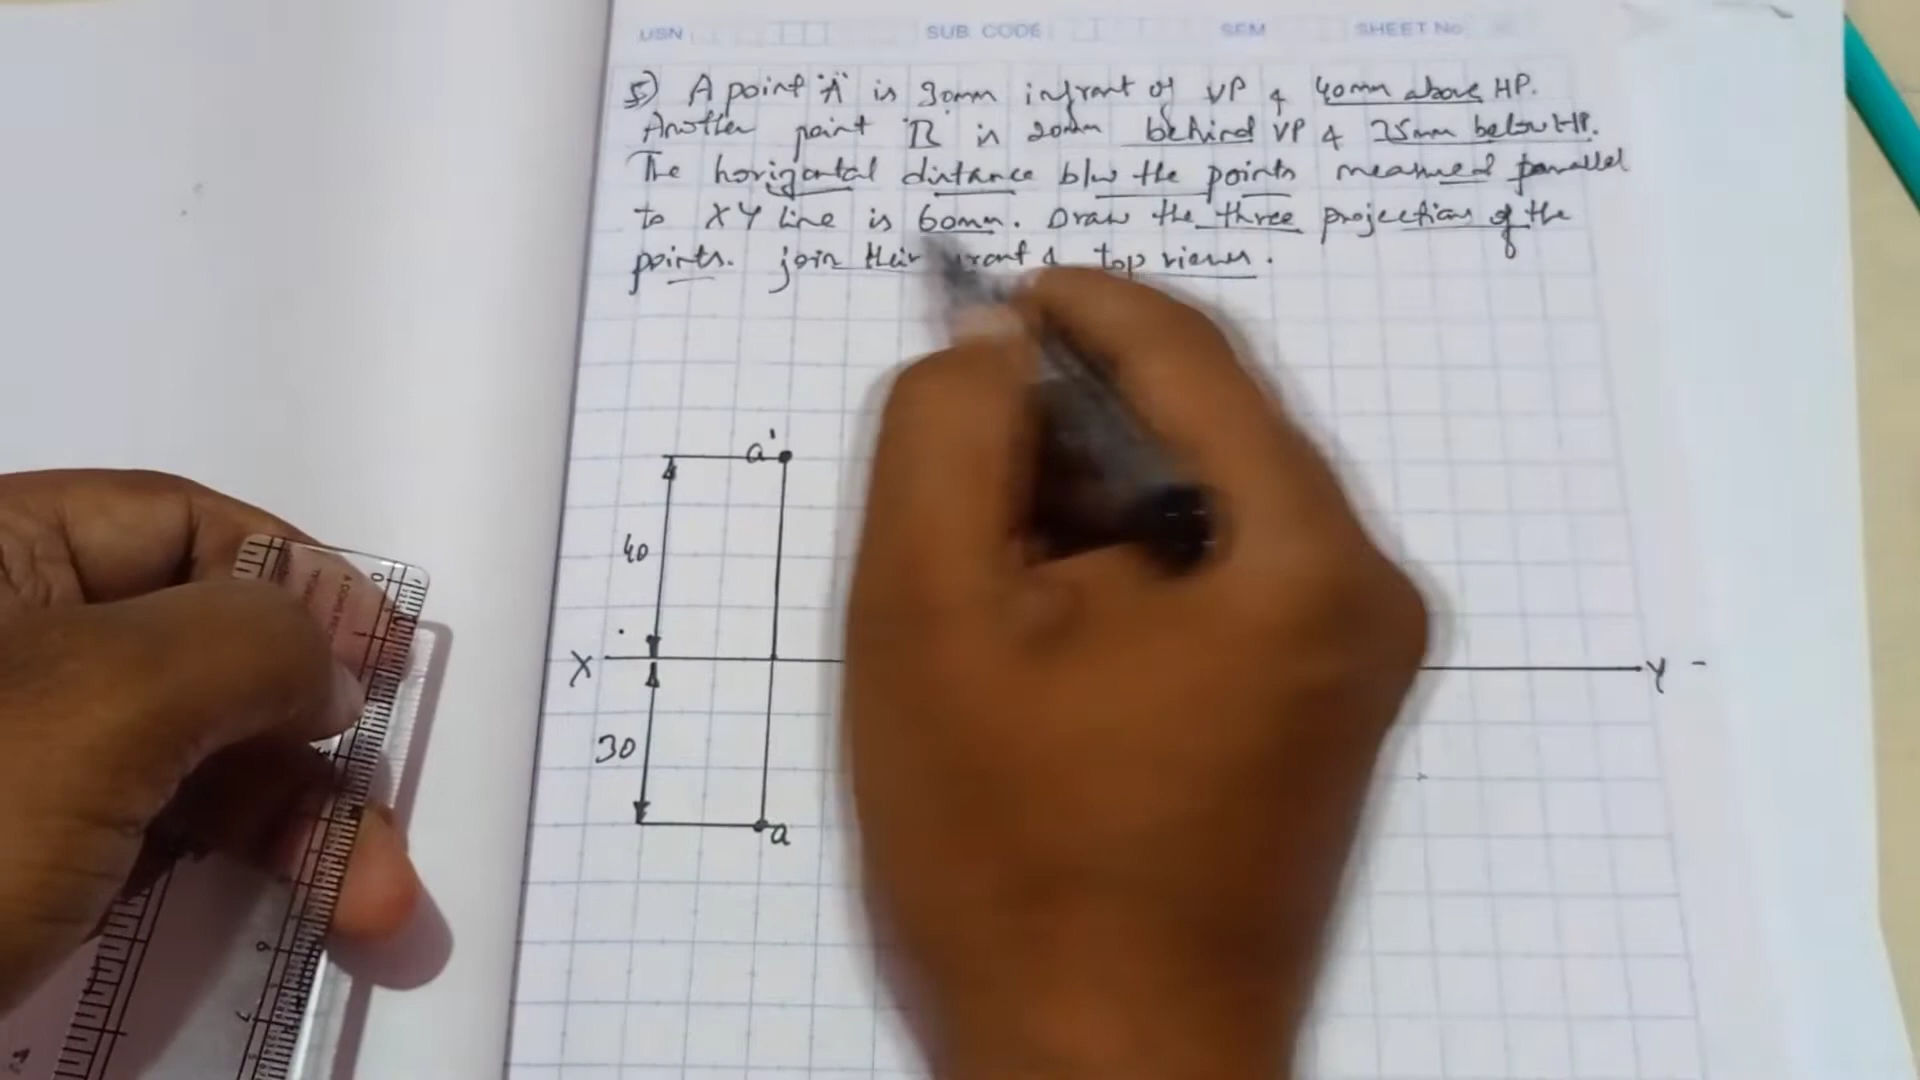 USN SUB CODE SEM SHEET No
5) A point 'A' is 30mm infront of VP & 40mm above HP.
Another point 'B' is 20mm behind VP & 35mm below HP.
The horizontal distance b/w the points measured parallel
to XY line is 60mm. Draw the three projections of the
points. join their front & top views.
a'
40
X Y
30
a